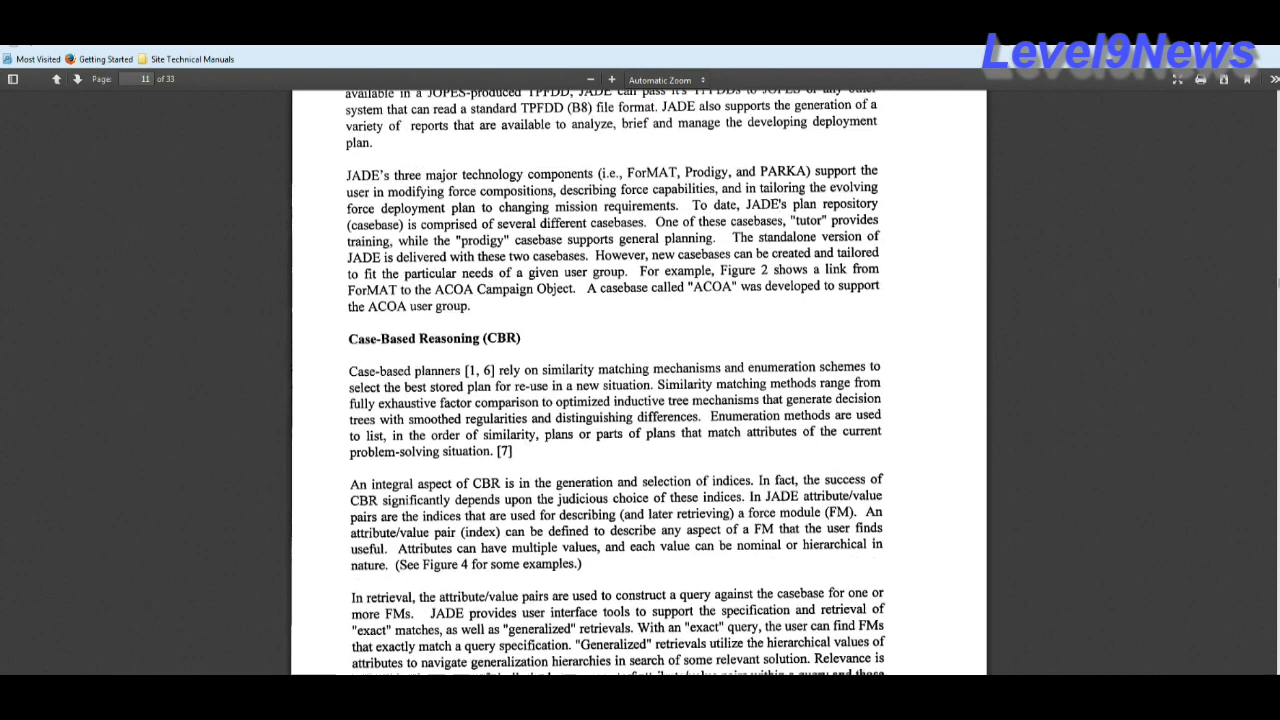 Level9News
Most Visited Getting Started Site Technical Manuals
Page: 11 of 33 Automatic Zoom
available in a JOPES-produced TPFDD, JADE can pass it's TPFDDs to JOPES or any other
system that can read a standard TPFDD (B8) file format. JADE also supports the generation of a
variety of reports that are available to analyze, brief and manage the developing deployment
plan.
JADE's three major technology components (i.e., ForMAT, Prodigy, and PARKA) support the
user in modifying force compositions, describing force capabilities, and in tailoring the evolving
force deployment plan to changing mission requirements. To date, JADE's plan repository
(casebase) is comprised of several different casebases. One of these casebases, "tutor" provides
training, while the "prodigy" casebase supports general planning. The standalone version of
JADE is delivered with these two casebases. However, new casebases can be created and tailored
to fit the particular needs of a given user group. For example, Figure 2 shows a link from
ForMAT to the ACOA Campaign Object. A casebase called "ACOA" was developed to support
the ACOA user group.
Case-Based Reasoning (CBR)
Case-based planners [1, 6] rely on similarity matching mechanisms and enumeration schemes to
select the best stored plan for re-use in a new situation. Similarity matching methods range from
fully exhaustive factor comparison to optimized inductive tree mechanisms that generate decision
trees with smoothed regularities and distinguishing differences. Enumeration methods are used
to list, in the order of similarity, plans or parts of plans that match attributes of the current
problem-solving situation. [7]
An integral aspect of CBR is in the generation and selection of indices. In fact, the success of
CBR significantly depends upon the judicious choice of these indices. In JADE attribute/value
pairs are the indices that are used for describing (and later retrieving) a force module (FM). An
attribute/value pair (index) can be defined to describe any aspect of a FM that the user finds
useful. Attributes can have multiple values, and each value can be nominal or hierarchical in
nature. (See Figure 4 for some examples.)
In retrieval, the attribute/value pairs are used to construct a query against the casebase for one or
more FMs. JADE provides user interface tools to support the specification and retrieval of
"exact" matches, as well as "generalized" retrievals. With an "exact" query, the user can find FMs
that exactly match a query specification. "Generalized" retrievals utilize the hierarchical values of
attributes to navigate generalization hierarchies in search of some relevant solution. Relevance is